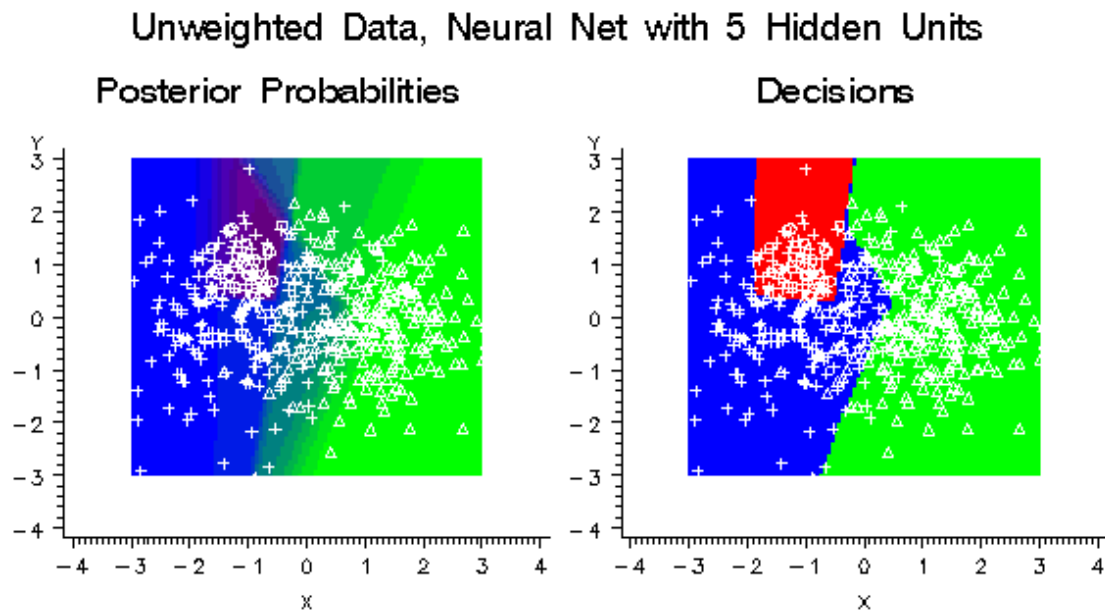 Unweighted Data, Neural Net with 5 Hidden Units
Posterior Probabilities
Decisions
Y
3
2
1
0
-1
-2
-3
-4
-4 -3 -2 -1 0 1 2 3 4
X
Y
3
2
1
0
-1
-2
-3
-4
-4 -3 -2 -1 0 1 2 3 4
X